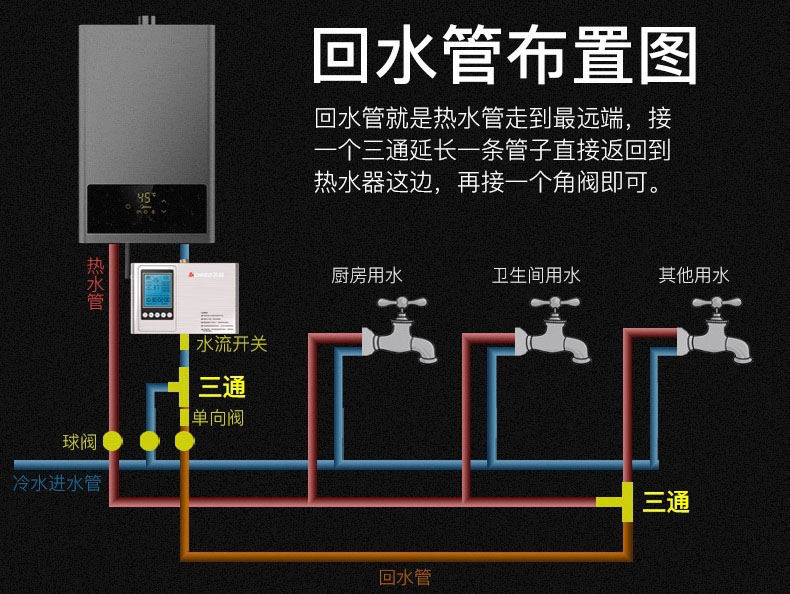 回水管布置图
回水管就是热水管走到最远端，接
一个三通延长一条管子直接返回到
热水器这边，再接一个角阀即可。
45°
热水管
厨房用水
卫生间用水
其他用水
水流开关
三通
单向阀
球阀
冷水进水管
三通
回水管